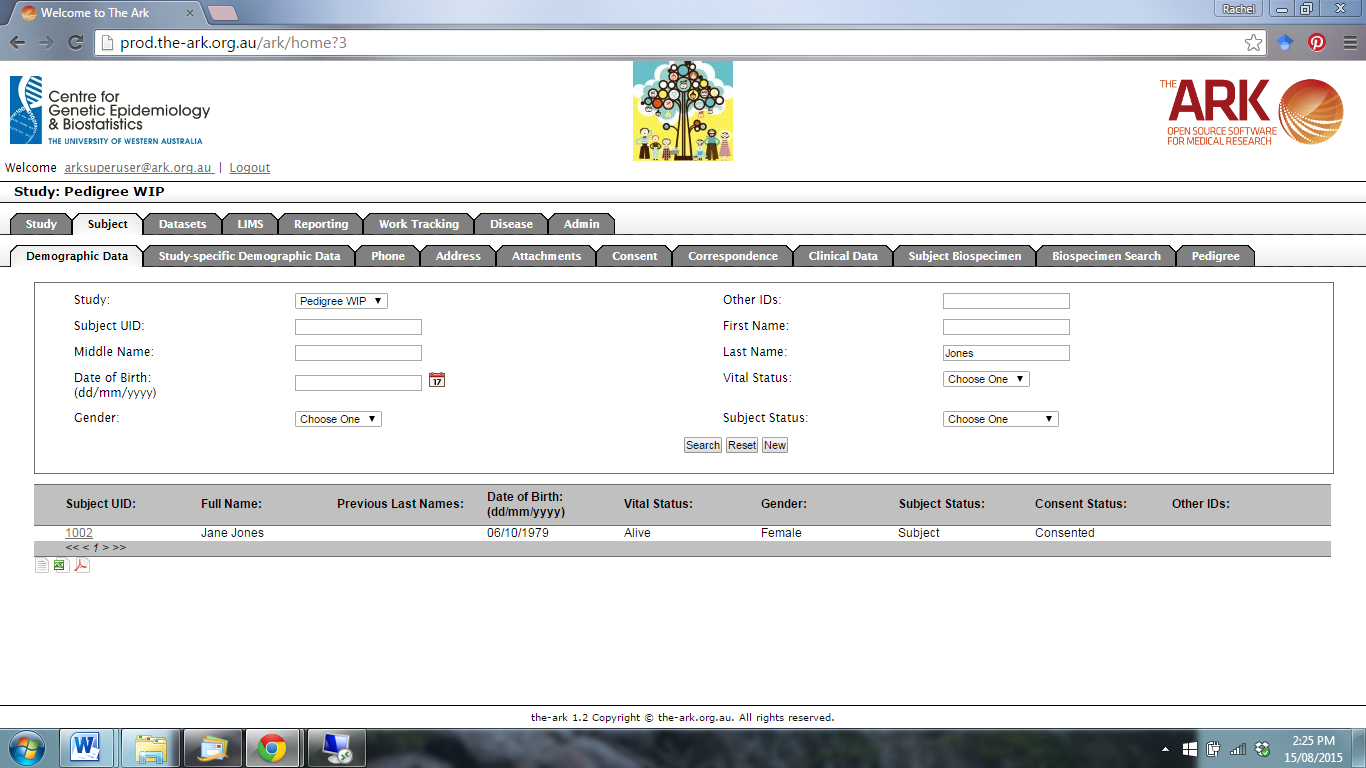 Welcome to The Ark
Rachel
prod.the-ark.org.au/ark/home?3
Centre for
Genetic Epidemiology
& Biostatistics
THE UNIVERSITY OF WESTERN AUSTRALIA
THE ARK
OPEN SOURCE SOFTWARE
FOR MEDICAL RESEARCH
Welcome arksuperuser@ark.org.au | Logout
Study: Pedigree WIP
Study Subject Datasets LIMS Reporting Work Tracking Disease Admin
Demographic Data Study-specific Demographic Data Phone Address Attachments Consent Correspondence Clinical Data Subject Biospecimen Biospecimen Search Pedigree
Study: Pedigree WIP Other IDs:
Subject UID: First Name:
Middle Name: Last Name: Jones
Date of Birth: 17 Vital Status: Choose One
(dd/mm/yyyy)
Gender: Choose One Subject Status: Choose One
Search Reset New
Subject UID: Full Name: Previous Last Names: Date of Birth: Vital Status: Gender: Subject Status: Consent Status: Other IDs:
(dd/mm/yyyy)
1002 Jane Jones 06/10/1979 Alive Female Subject Consented
<< < 1 > >>
the-ark 1.2 Copyright © the-ark.org.au. All rights reserved.
2:25 PM
15/08/2015